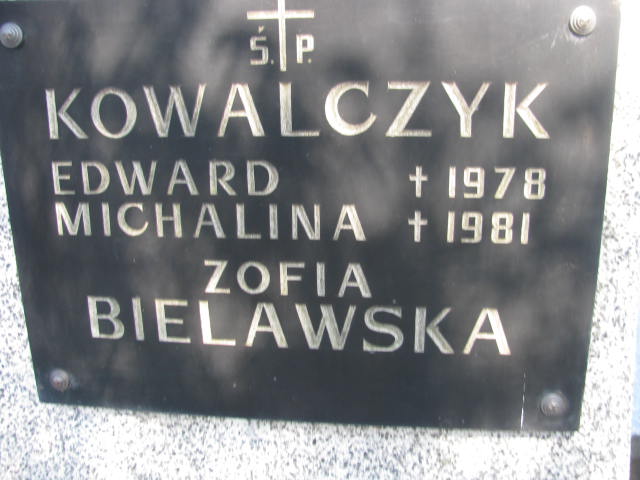 Ś. P.
KOWALCZYK
EDWARD † 1978
MICHALINA † 1981
ZOFIA
BIELAWSKA